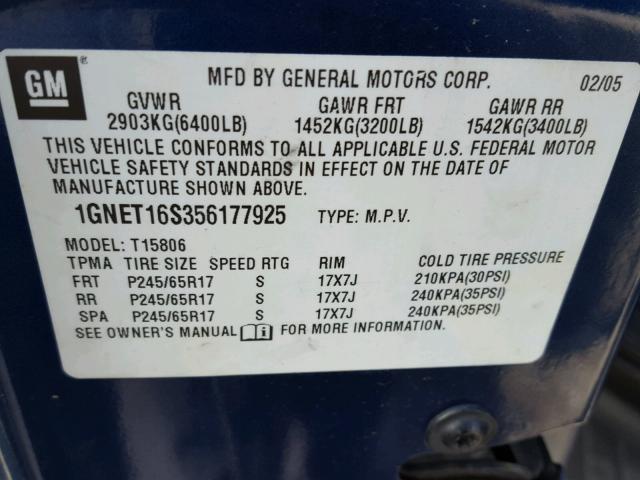 GM ® MFD BY GENERAL MOTORS CORP. 02/05
GVWR GAWR FRT GAWR RR
2903KG(6400LB) 1452KG(3200LB) 1542KG(3400LB)
THIS VEHICLE CONFORMS TO ALL APPLICABLE U.S. FEDERAL MOTOR
VEHICLE SAFETY STANDARDS IN EFFECT ON THE DATE OF
MANUFACTURE SHOWN ABOVE.
1GNET16S356177925 TYPE: M.P.V.
MODEL: T15806
TPMA TIRE SIZE SPEED RTG RIM COLD TIRE PRESSURE
FRT P245/65R17 S 17X7J 210KPA(30PSI)
RR P245/65R17 S 17X7J 240KPA(35PSI)
SPA P245/65R17 S 17X7J 240KPA(35PSI)
SEE OWNER'S MANUAL FOR MORE INFORMATION.